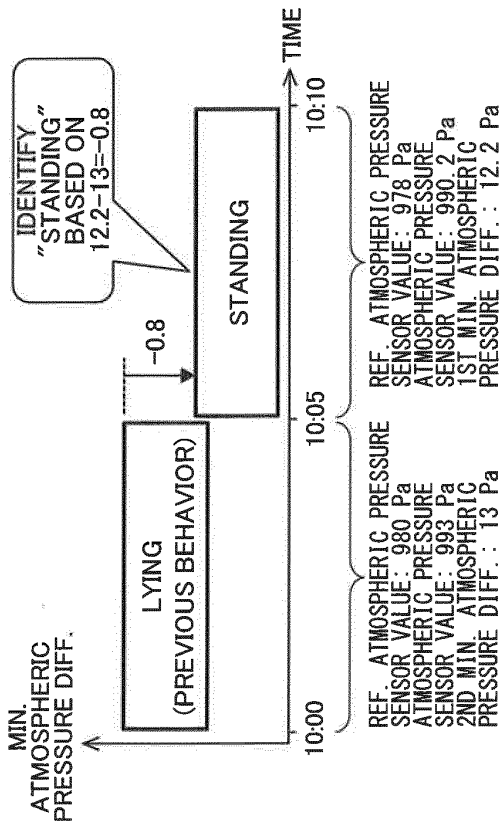 MIN.
ATMOSPHERIC
PRESSURE DIFF.
LYING
(PREVIOUS BEHAVIOR)
-0.8
IDENTIFY
"STANDING"
BASED ON
12.2-13=-0.8
STANDING
10:00
10:05
10:10
TIME
REF. ATMOSPHERIC PRESSURE
SENSOR VALUE: 980 Pa
ATMOSPHERIC PRESSURE
SENSOR VALUE: 993 Pa
2ND MIN. ATMOSPHERIC
PRESSURE DIFF.: 13 Pa
REF. ATMOSPHERIC PRESSURE
SENSOR VALUE: 978 Pa
ATMOSPHERIC PRESSURE
SENSOR VALUE: 990.2 Pa
1ST MIN. ATMOSPHERIC
PRESSURE DIFF.: 12.2 Pa